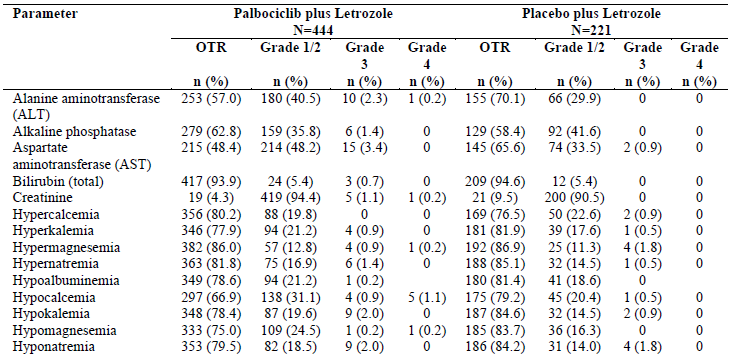 Parameter Palbociclib plus Letrozole Placebo plus Letrozole
N=444 N=221
OTR Grade 1/2 Grade 3 Grade 4 OTR Grade 1/2 Grade 3 Grade 4
n (%) n (%) n (%) n (%) n (%) n (%) n (%) n (%)
Alanine aminotransferase 253 (57.0) 180 (40.5) 10 (2.3) 1 (0.2) 155 (70.1) 66 (29.9) 0 0
(ALT)
Alkaline phosphatase 279 (62.8) 159 (35.8) 6 (1.4) 0 129 (58.4) 92 (41.6) 0 0
Aspartate 215 (48.4) 214 (48.2) 15 (3.4) 0 145 (65.6) 74 (33.5) 2 (0.9) 0
aminotransferase (AST)
Bilirubin (total) 417 (93.9) 24 (5.4) 3 (0.7) 0 209 (94.6) 12 (5.4) 0 0
Creatinine 19 (4.3) 419 (94.4) 5 (1.1) 1 (0.2) 21 (9.5) 200 (90.5) 0 0
Hypercalcemia 356 (80.2) 88 (19.8) 0 0 169 (76.5) 50 (22.6) 2 (0.9) 0
Hyperkalemia 346 (77.9) 94 (21.2) 4 (0.9) 0 181 (81.9) 39 (17.6) 1 (0.5) 0
Hypermagnesemia 382 (86.0) 57 (12.8) 4 (0.9) 1 (0.2) 192 (86.9) 25 (11.3) 4 (1.8) 0
Hypernatremia 363 (81.8) 75 (16.9) 6 (1.4) 0 188 (85.1) 32 (14.5) 1 (0.5) 0
Hypoalbuminemia 349 (78.6) 94 (21.2) 1 (0.2) 180 (81.4) 41 (18.6) 0
Hypocalcemia 297 (66.9) 138 (31.1) 4 (0.9) 5 (1.1) 175 (79.2) 45 (20.4) 1 (0.5) 0
Hypokalemia 348 (78.4) 87 (19.6) 9 (2.0) 0 187 (84.6) 32 (14.5) 2 (0.9) 0
Hypomagnesemia 333 (75.0) 109 (24.5) 1 (0.2) 1 (0.2) 185 (83.7) 36 (16.3) 0 0
Hyponatremia 353 (79.5) 82 (18.5) 9 (2.0) 0 186 (84.2) 31 (14.0) 4 (1.8) 0